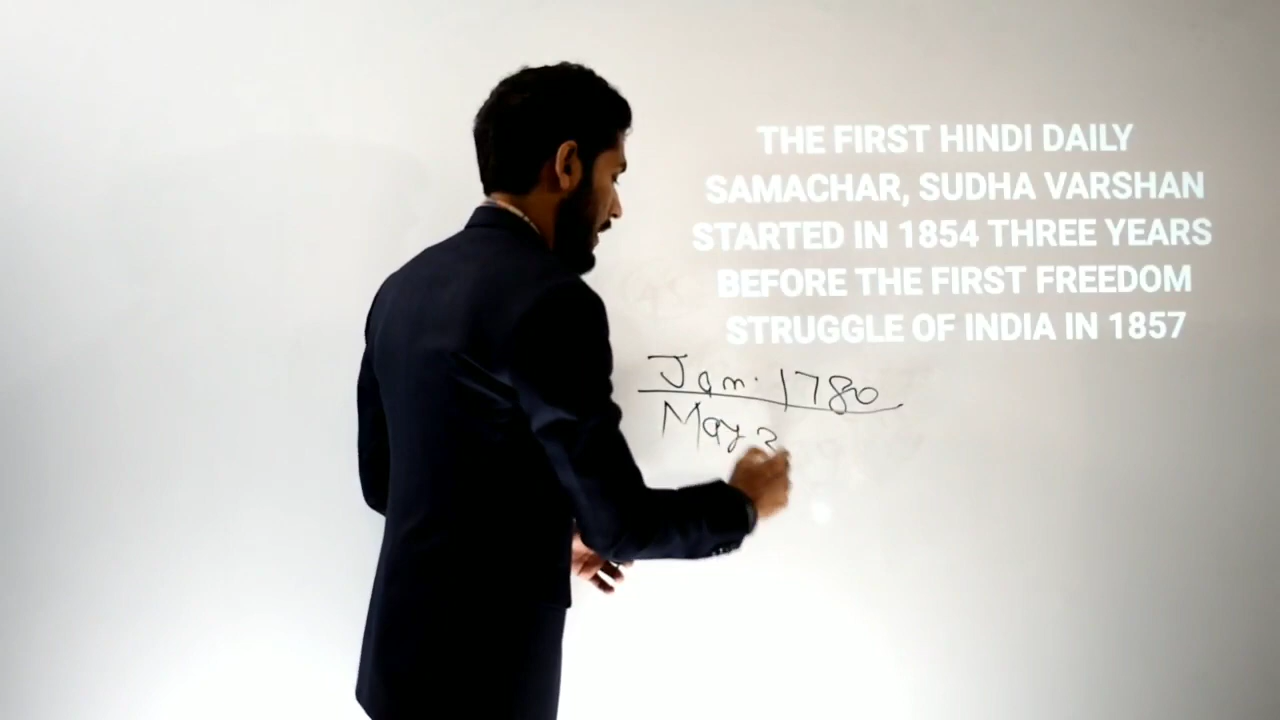 THE FIRST HINDI DAILY
SAMACHAR, SUDHA VARSHAN
STARTED IN 1854 THREE YEARS
BEFORE THE FIRST FREEDOM
STRUGGLE OF INDIA IN 1857
Jan. 1780
May 3